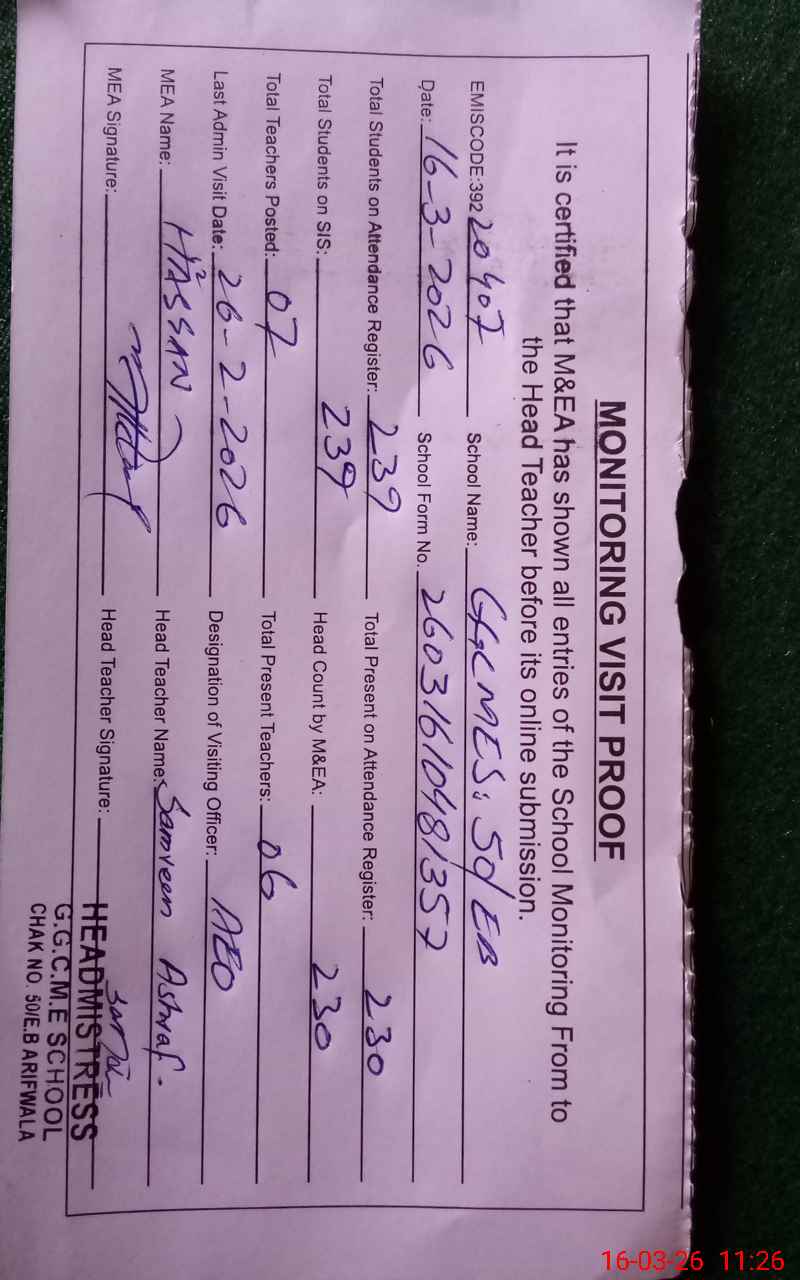 MONITORING VISIT PROOF
It is certified that M&EA has shown all entries of the School Monitoring From to
the Head Teacher before its online submission.
EMISCODE:392 20407 School Name: GGCMES: 50/EB
Date: 16-3-2026 School Form No. 26031610481357
Total Students on Attendance Register: 239 Total Present on Attendance Register: 230
Total Students on SIS: 239 Head Count by M&EA: 230
Total Teachers Posted: 07 Total Present Teachers: 06
Last Admin Visit Date: 26-2-2026 Designation of Visiting Officer: AEO
MEA Name: HASSAN Head Teacher Name: Samreen Ashraf.
MEA Signature: Head Teacher Signature:
HEADMISTRESS
G.G.C.M.E SCHOOL
CHAK NO. 50/E.B ARIFWALA
16-03-26 11:26